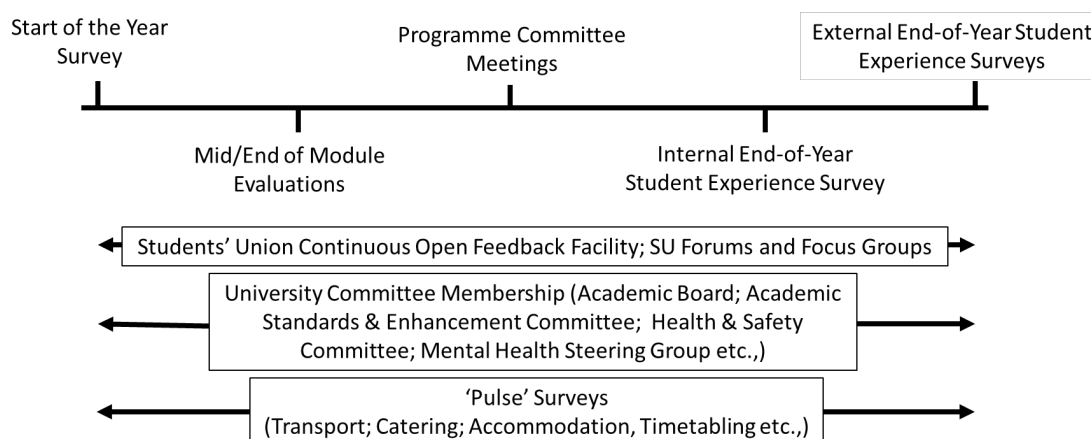 Start of the Year
Survey
Programme Committee
Meetings
External End-of-Year Student
Experience Surveys
Mid/End of Module
Evaluations
Internal End-of-Year
Student Experience Survey
Students’ Union Continuous Open Feedback Facility; SU Forums and Focus Groups
University Committee Membership (Academic Board; Academic
Standards & Enhancement Committee;  Health & Safety
Committee; Mental Health Steering Group etc.,)
‘Pulse’ Surveys
(Transport; Catering; Accommodation, Timetabling etc.,)